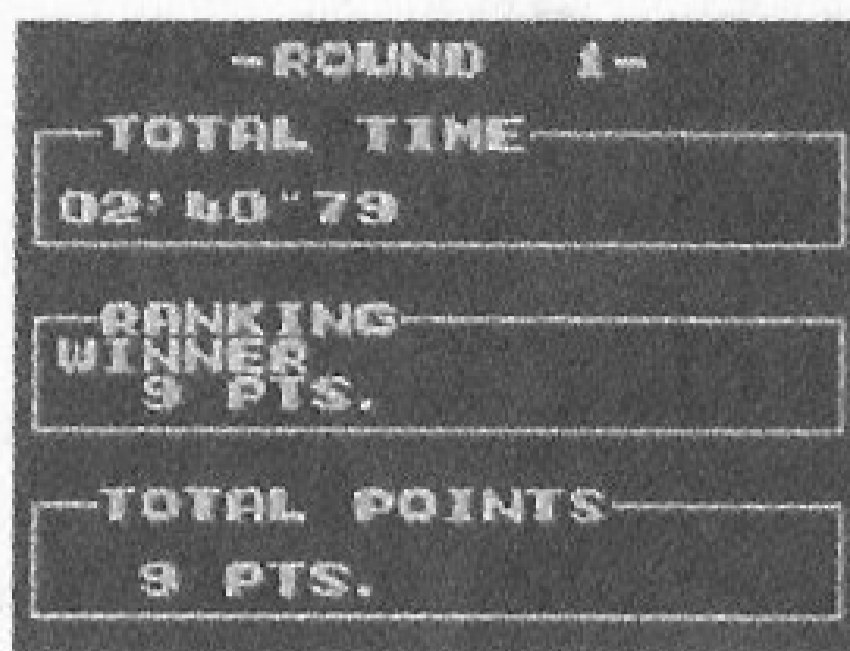 -ROUND 1-
TOTAL TIME
02'40"79
RANKING
WINNER
9 PTS.
TOTAL POINTS
9 PTS.